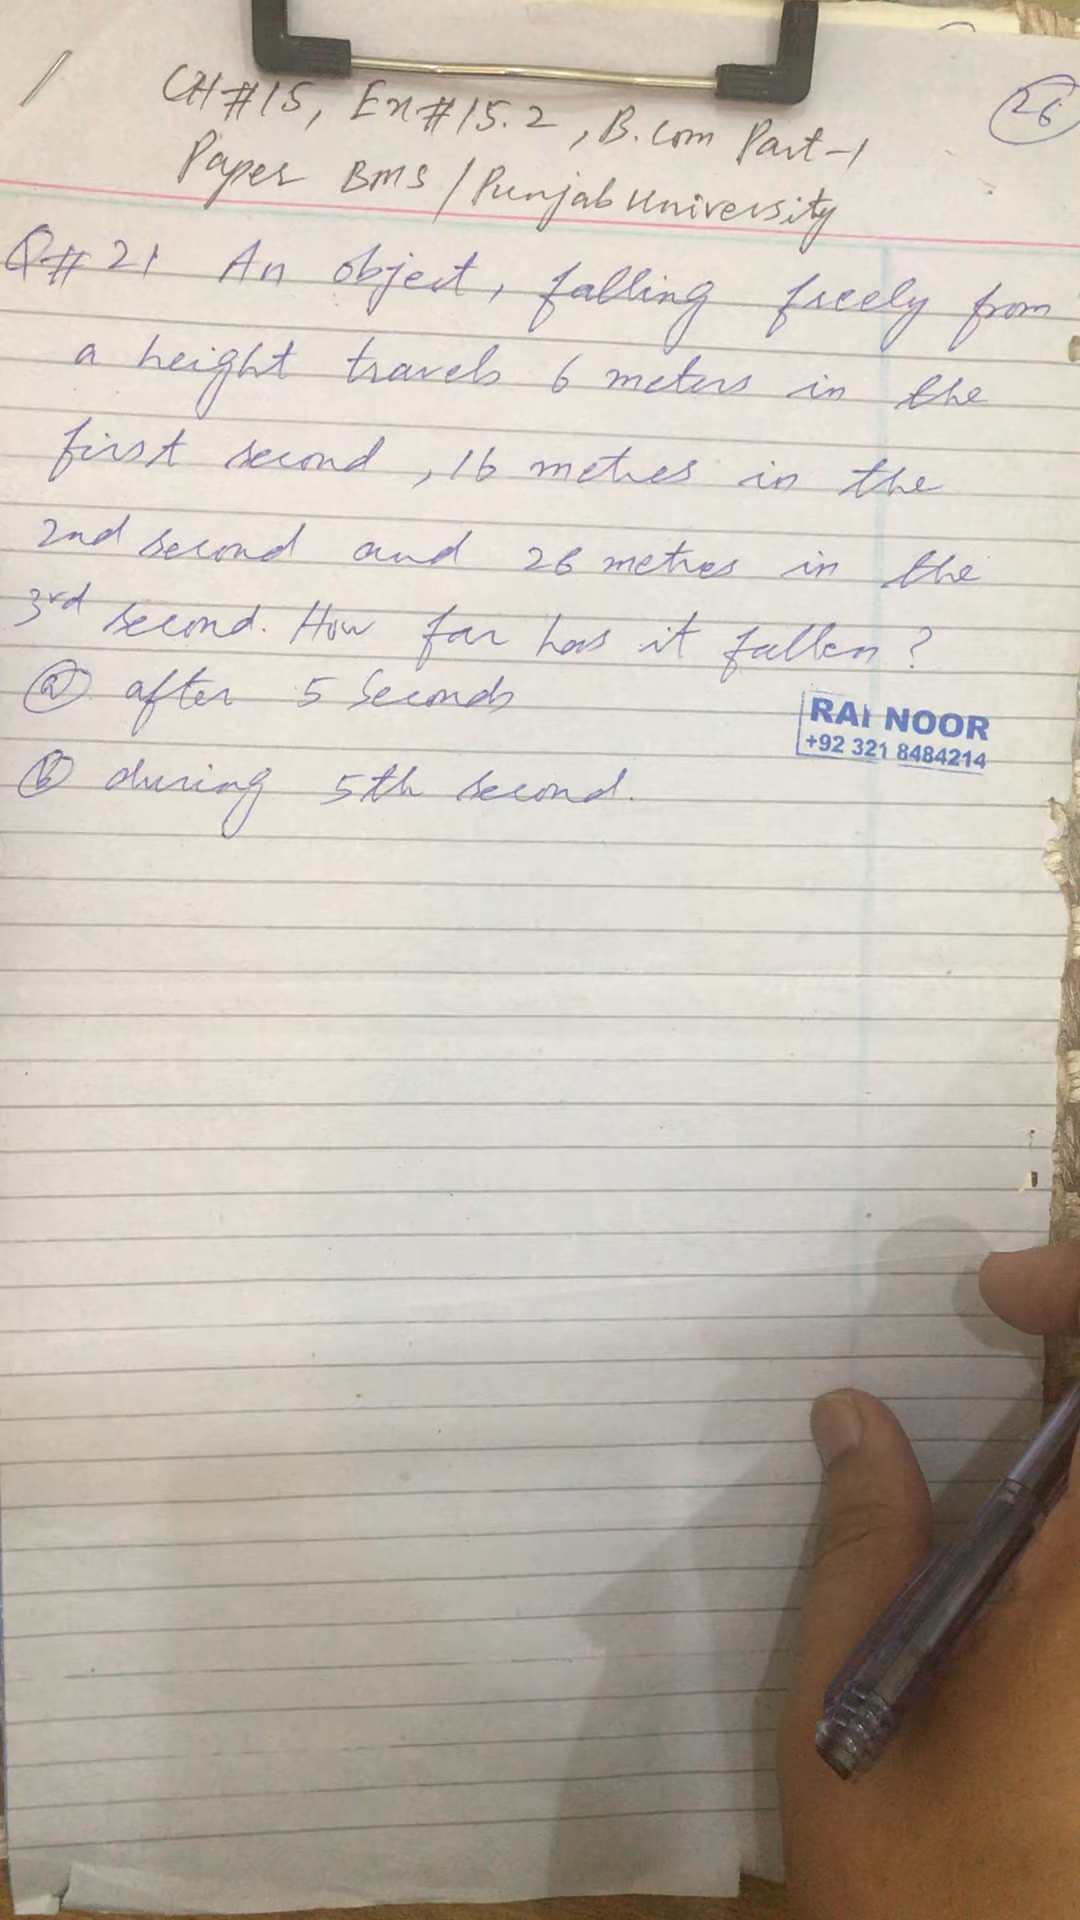 CH#15, Ex#15.2, B.Com Part-1
26
Paper BMS / Punjab University
Q#21 An object, falling freely from
a height travels 6 meters in the
first second, 16 metres in the
2nd second and 26 metres in the
3rd second. How far has it fallen?
(a) after 5 Seconds
RAI NOOR
+92 321 8484214
(b) during 5th second.